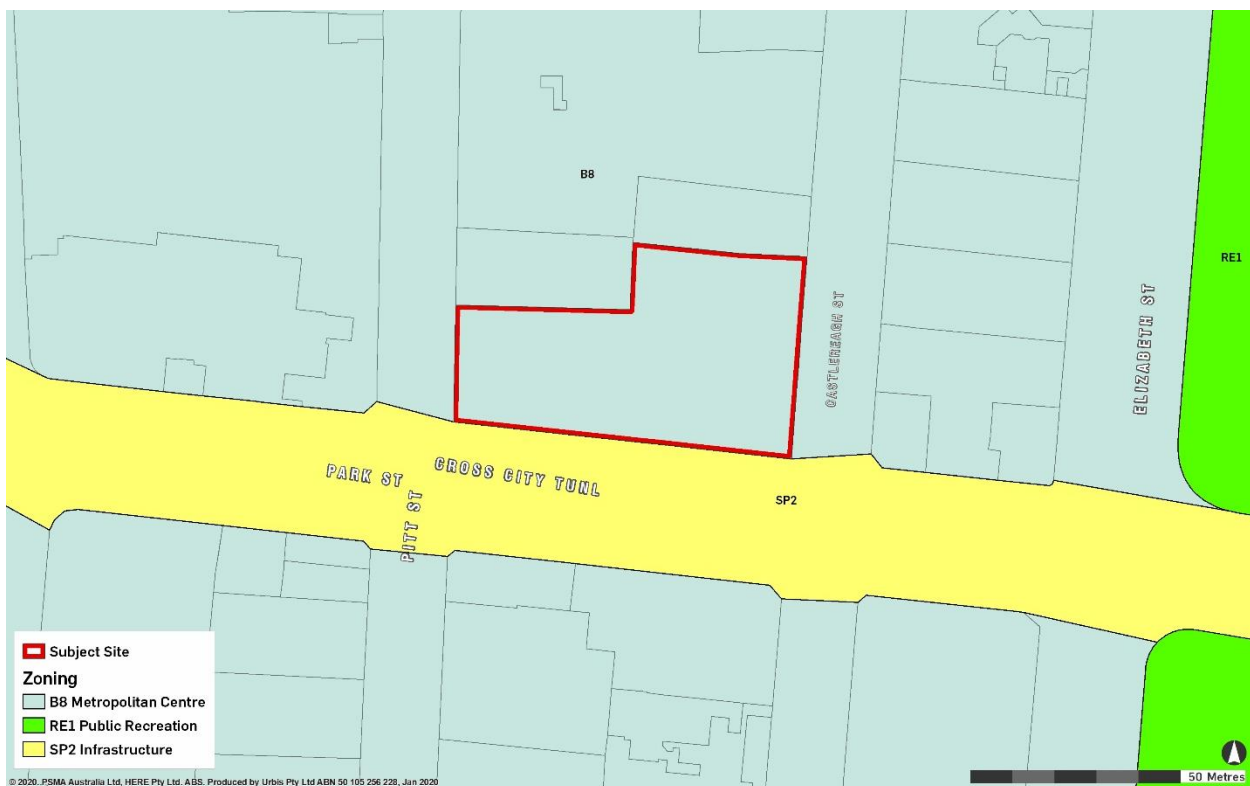 B8
RE1
CASTLEREAGH ST
ELIZABETH ST
PARK ST
CROSS CITY TUNL
PITT ST
SP2
Subject Site
Zoning
B8 Metropolitan Centre
RE1 Public Recreation
SP2 Infrastructure
50 Metres
© 2020. PSMA Australia Ltd, HERE Pty Ltd. ABS. Produced by Urbis Pty Ltd ABN 50 105 256 228, Jan 2020